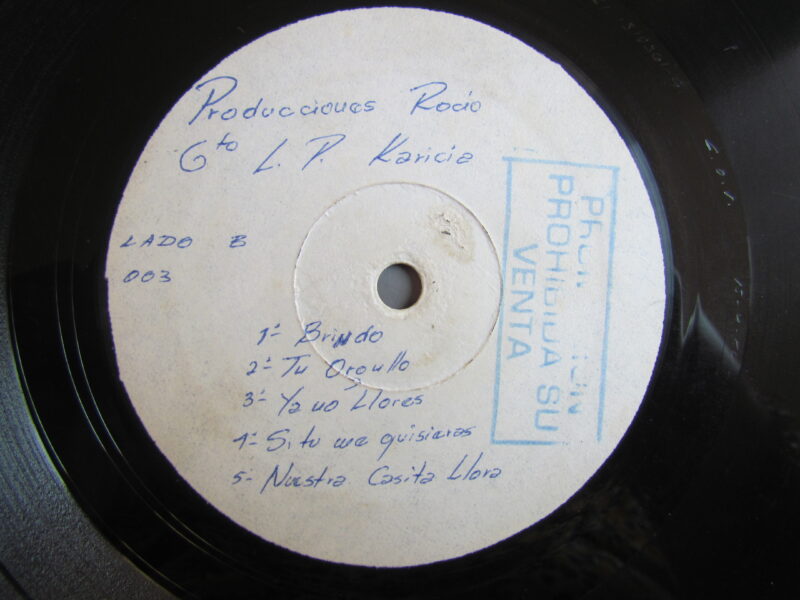 Producciones Rocio
6to L. P. Karicia
LADO B
003
1- Brindo
2- Tu Orgullo
3- Ya no Llores
4- Si tu me quisieras
5- Nuestra Casita Llora
PROHIBIDA SU
VENTA